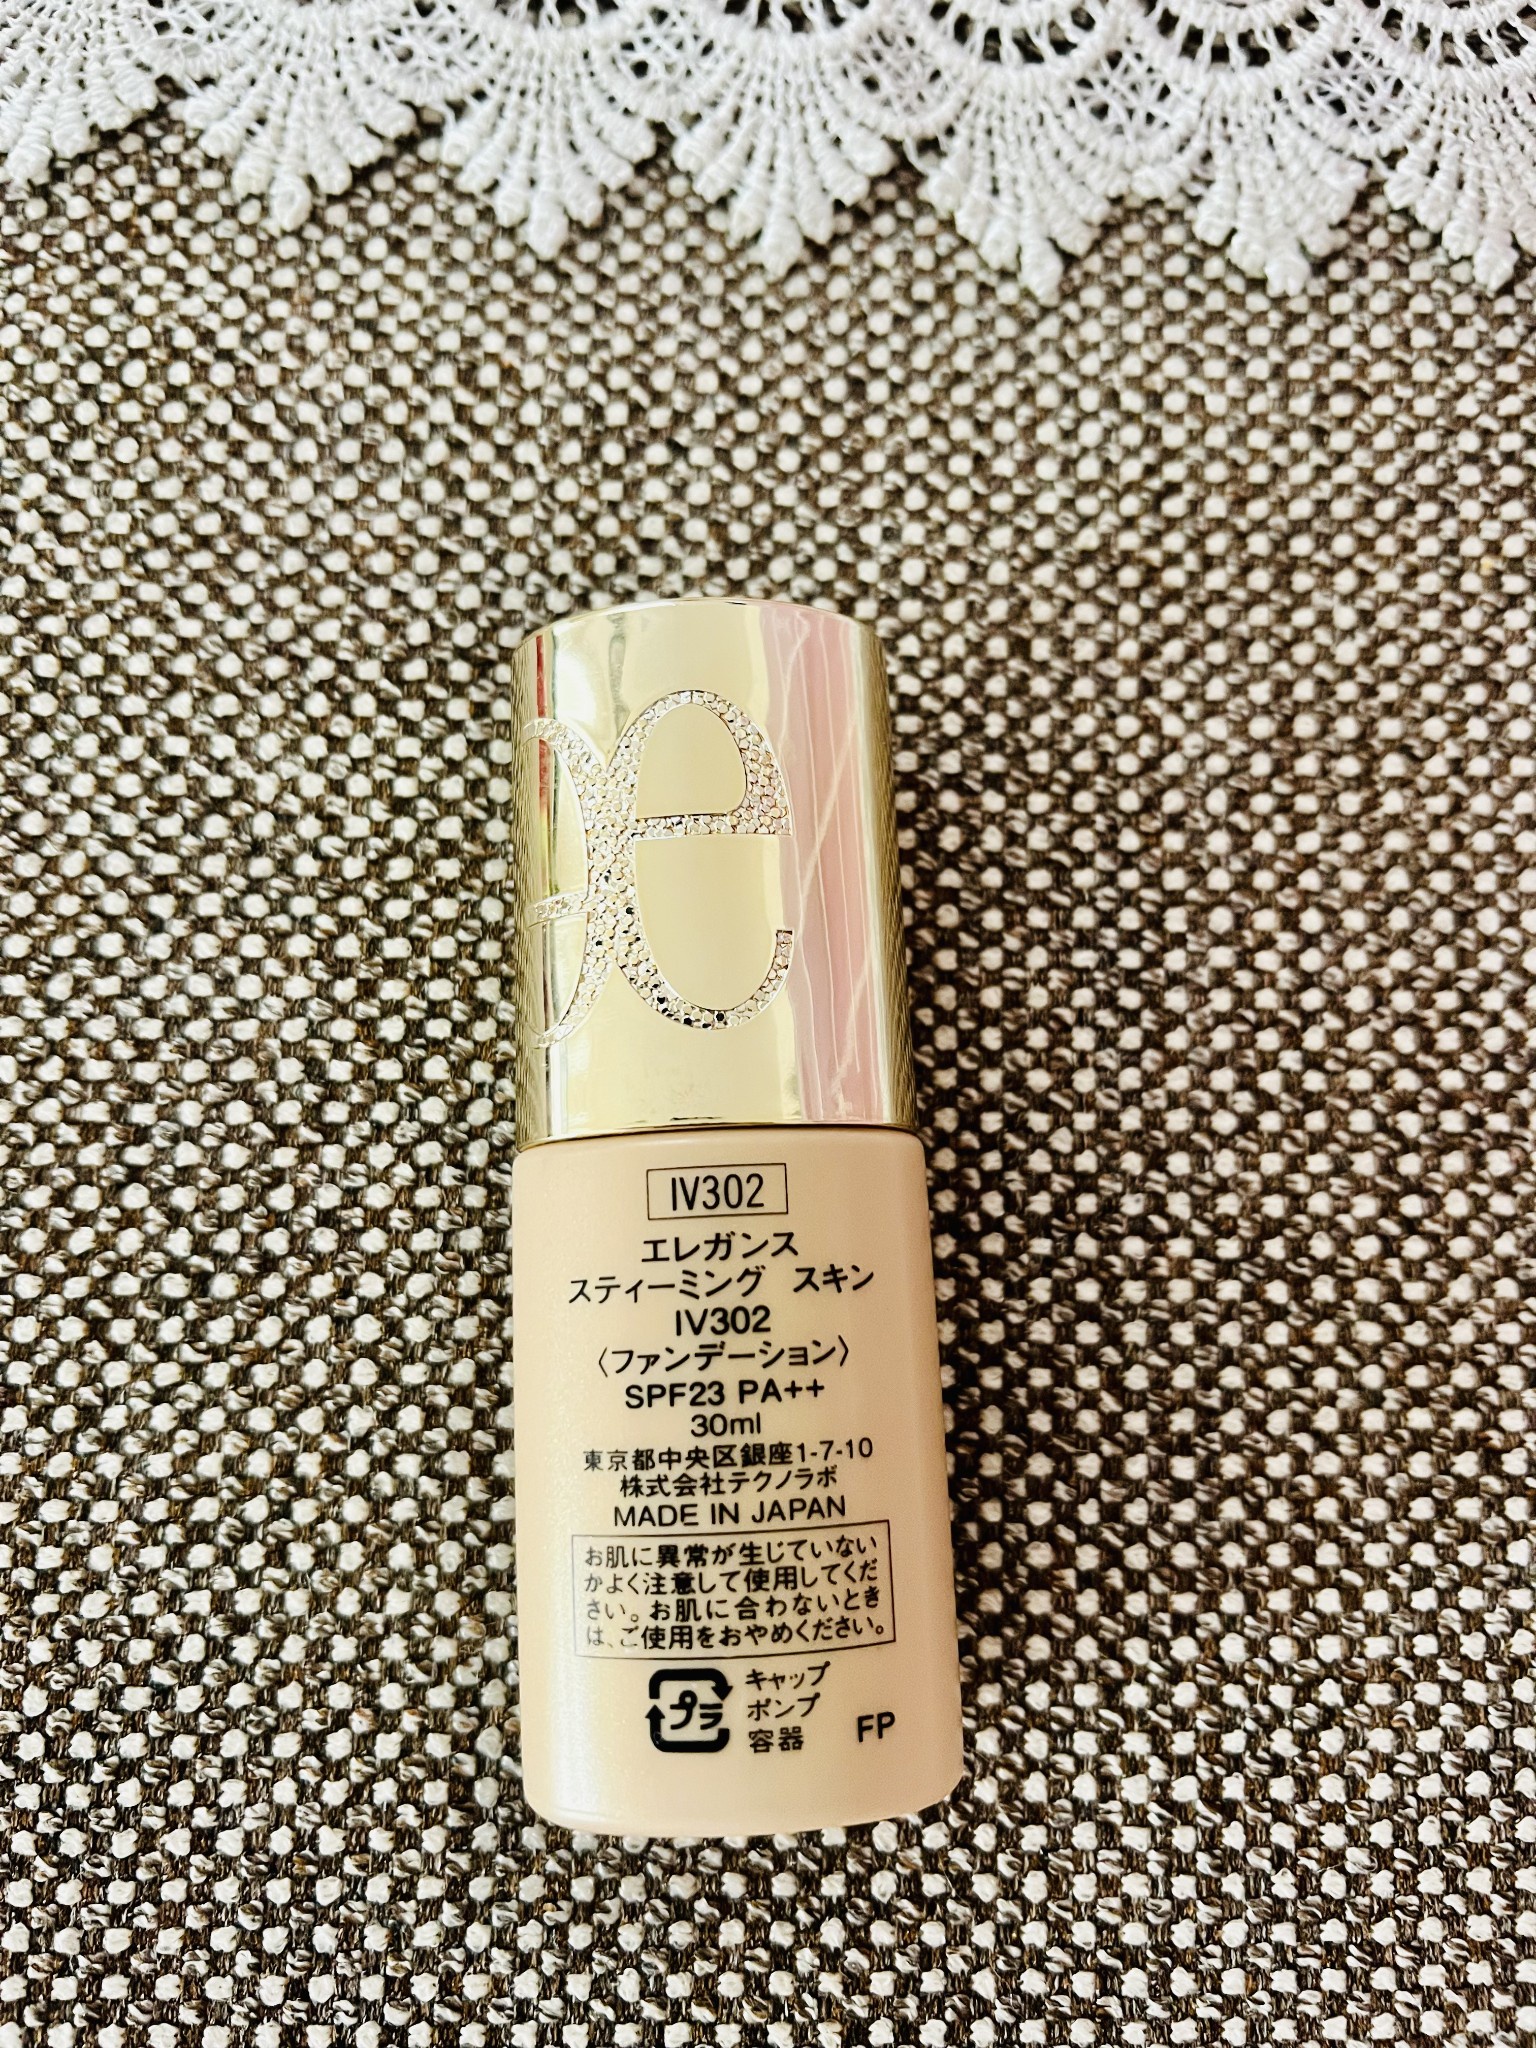 e
IV302
エレガンス
スティーミング スキン
IV302
〈ファンデーション〉
SPF23 PA++
30ml
東京都中央区銀座1-7-10
株式会社テクノラボ
MADE IN JAPAN
お肌に異常が生じていない
かよく注意して使用してくだ
さい。お肌に合わないとき
は、ご使用をおやめください。
プラ
キャップ
ポンプ
容器
FP